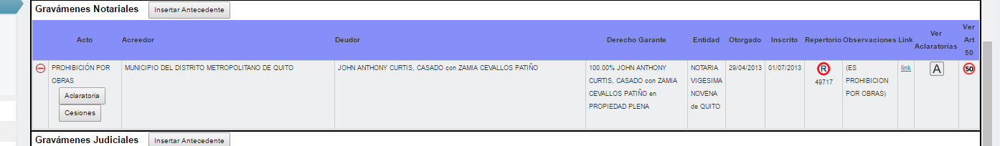 Gravámenes Notariales Insertar Antecedente
Acto Acreedor Deudor Derecho Garante Entidad Otorgado Inscrito Repertorio Observaciones Link Ver Aclaratorias Ver Art 50
PROHIBICIÓN POR OBRAS
Aclaratoria
Cesiones
MUNICIPIO DEL DISTRITO METROPOLITANO DE QUITO
JOHN ANTHONY CURTIS, CASADO con ZAMIA CEVALLOS PATIÑO
100.00% JOHN ANTHONY
CURTIS, CASADO con ZAMIA
CEVALLOS PATIÑO en
PROPIEDAD PLENA
NOTARIA
VIGESIMA
NOVENA
de QUITO
29/04/2013
01/07/2013
R
49717
(ES
PROHIBICION
POR OBRAS)
link
A
50
Gravámenes Judiciales Insertar Antecedente